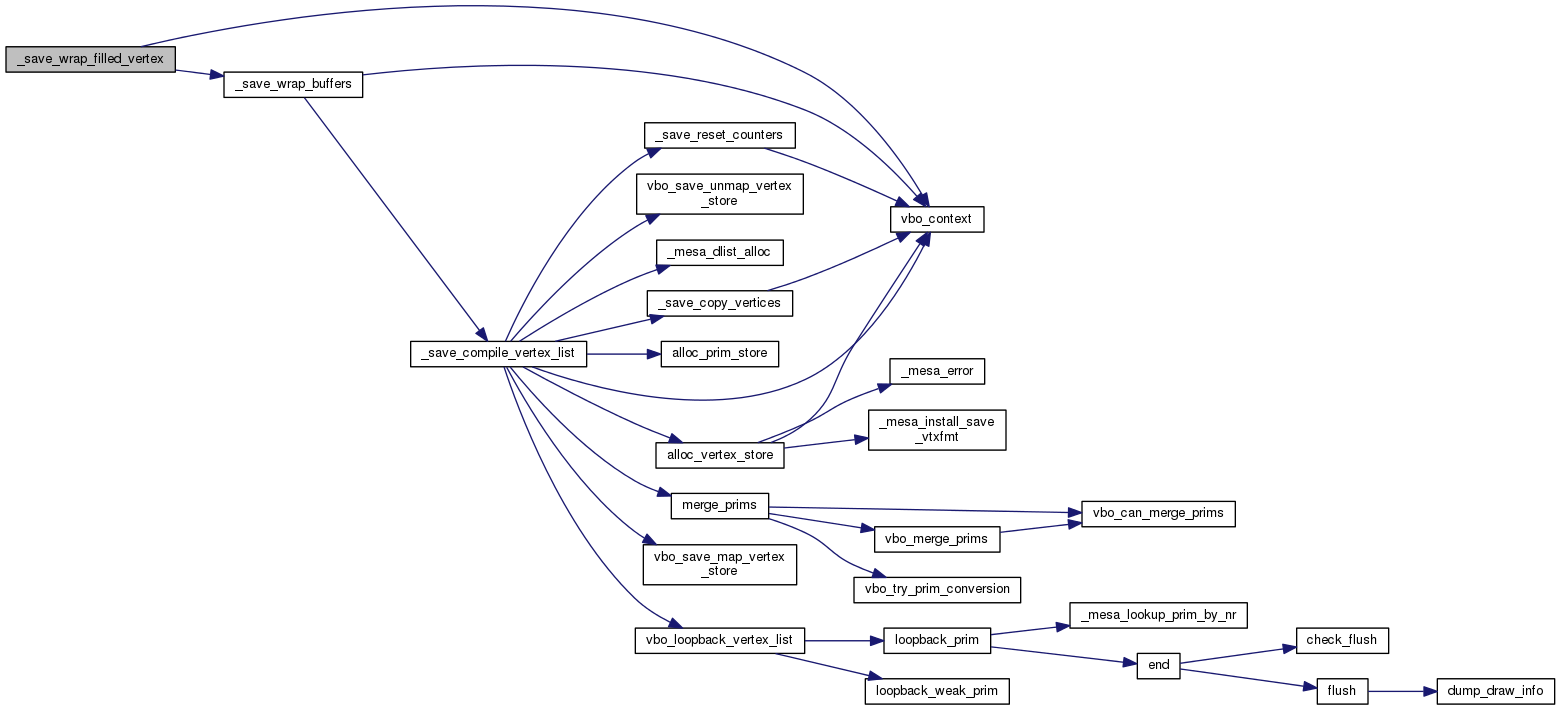 _save_wrap_filled_vertex
_save_wrap_buffers
_save_reset_counters
vbo_save_unmap_vertex
_store
vbo_context
_mesa_dlist_alloc
_save_copy_vertices
_save_compile_vertex_list
alloc_prim_store
_mesa_error
_mesa_install_save
_vtxfmt
alloc_vertex_store
merge_prims
vbo_can_merge_prims
vbo_merge_prims
vbo_save_map_vertex
_store
vbo_try_prim_conversion
_mesa_lookup_prim_by_nr
vbo_loopback_vertex_list
loopback_prim
check_flush
end
loopback_weak_prim
flush
dump_draw_info